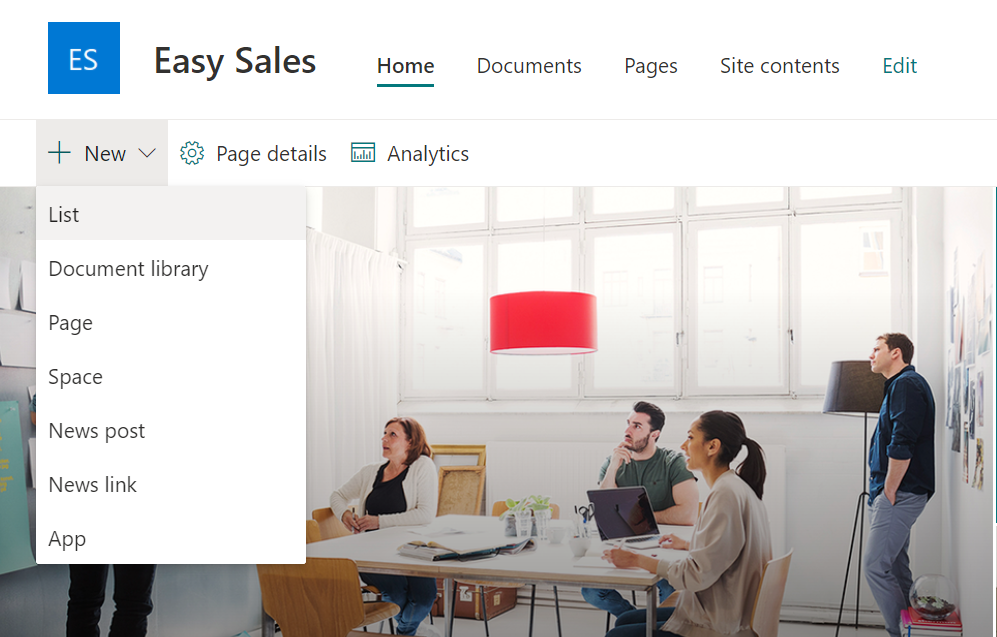 ES
Easy Sales
Home Documents Pages Site contents Edit
New Page details Analytics
List
Document library
Page
Space
News post
News link
App